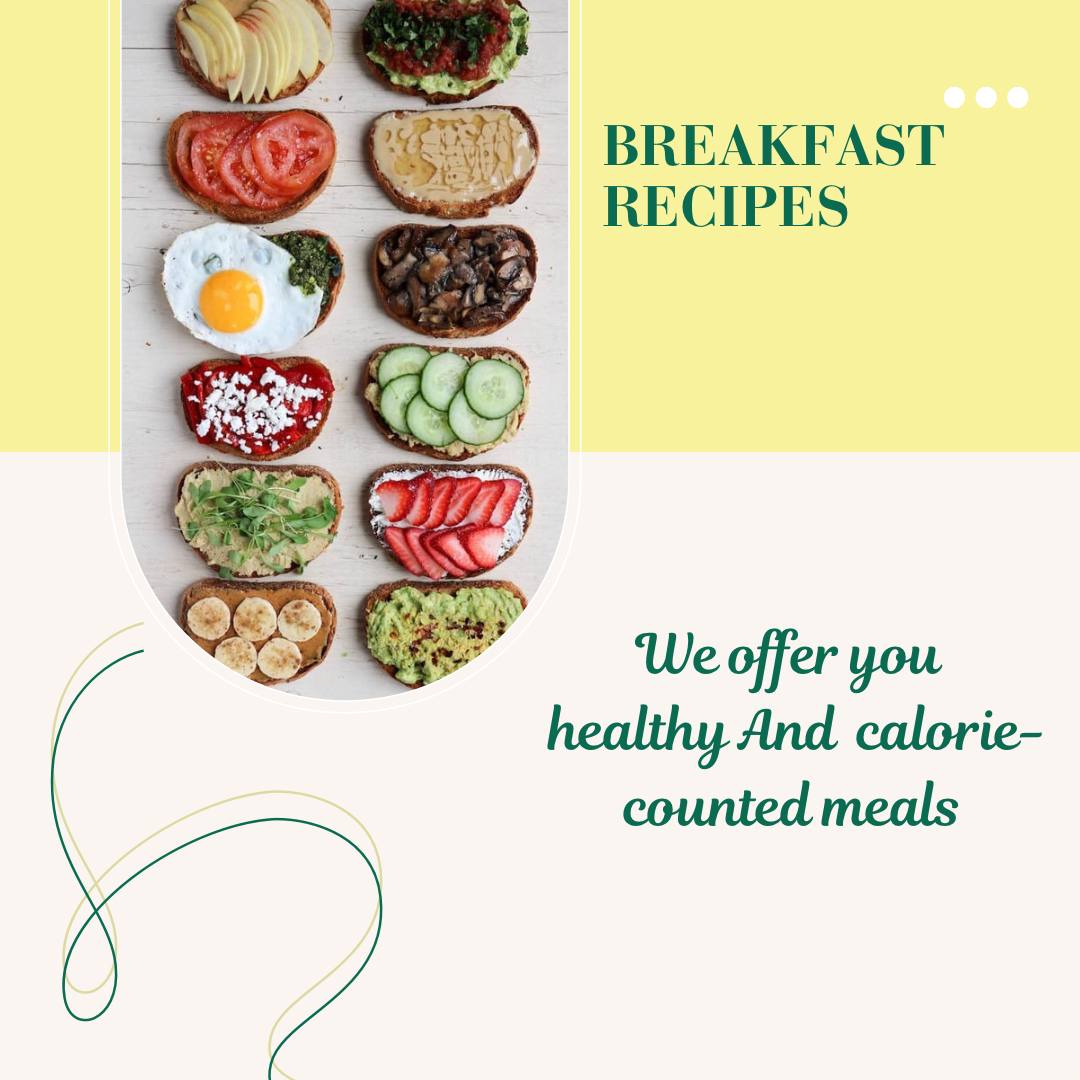 BREAKFAST
RECIPES
We offer you
healthy And calorie-
counted meals